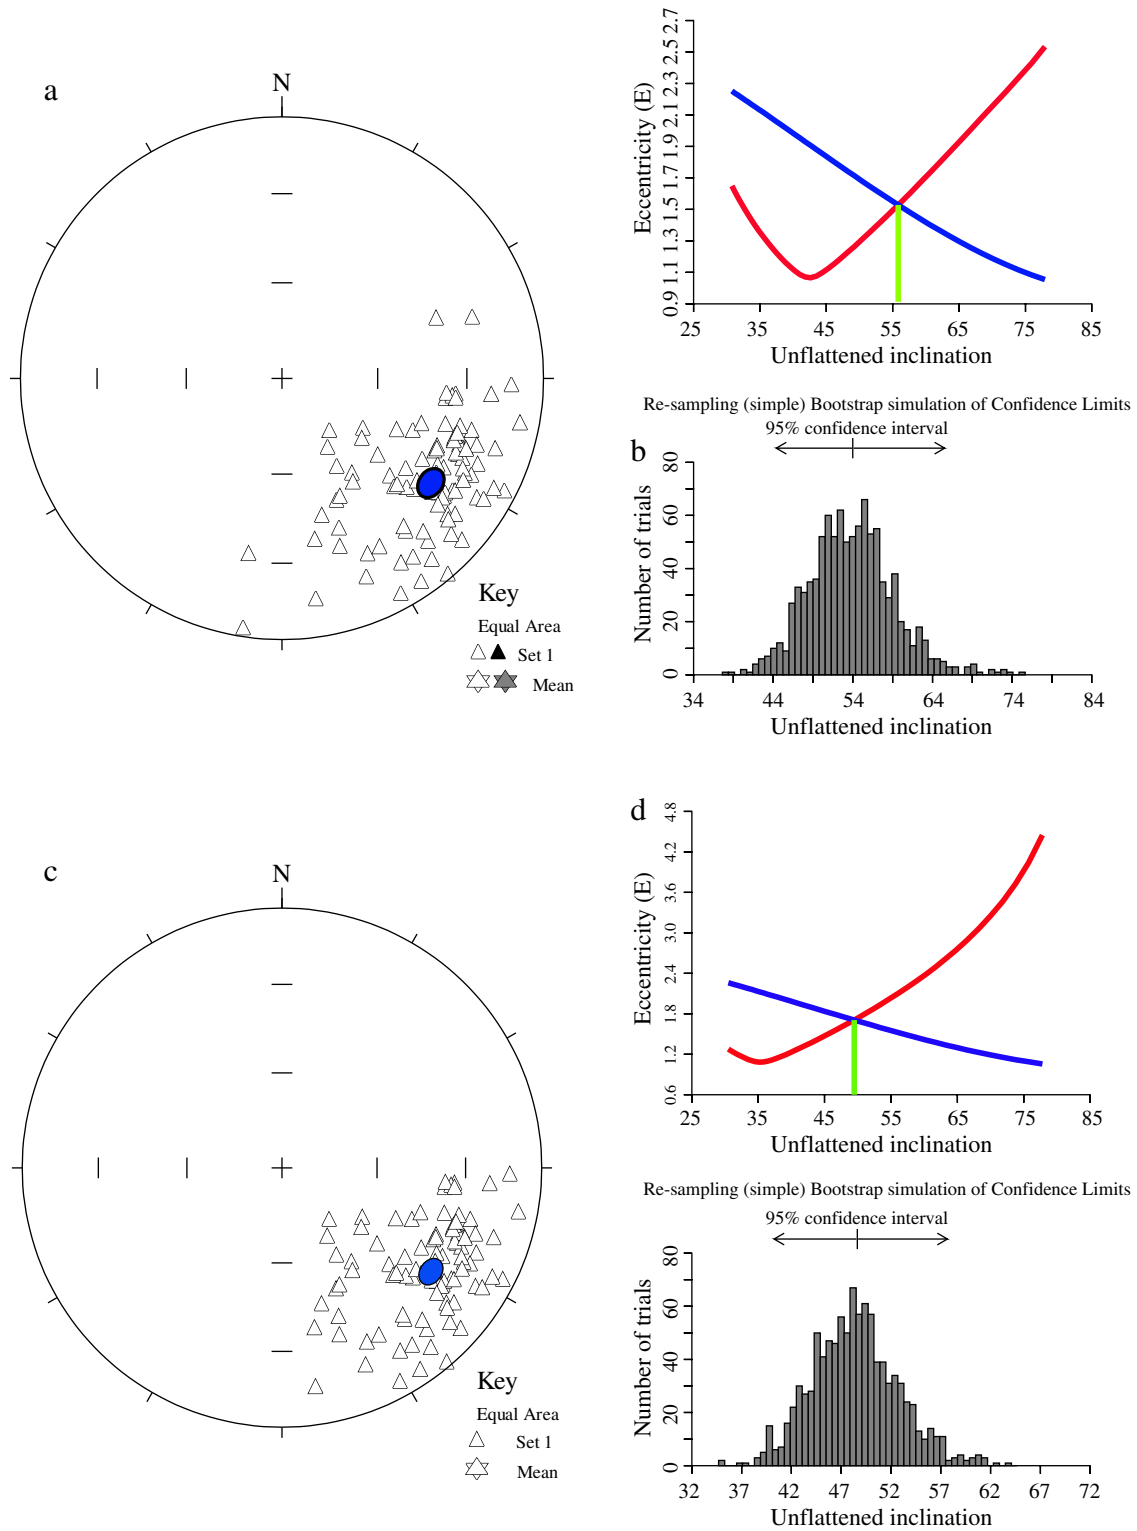 a
N
Key
Equal Area
Set 1
Mean
Eccentricity (E)
0.9 1.1 1.3 1.5 1.7 1.9 2.1 2.3 2.5 2.7
25 35 45 55 65 75 85
Unflattened inclination
Re-sampling (simple) Bootstrap simulation of Confidence Limits
95% confidence interval
b
Number of trials
0 20 40 60 80
34 44 54 64 74 84
Unflattened inclination
c
N
Key
Equal Area
Set 1
Mean
d
Eccentricity (E)
0.6 1.2 1.8 2.4 3.0 3.6 4.2 4.8
25 35 45 55 65 75 85
Unflattened inclination
Re-sampling (simple) Bootstrap simulation of Confidence Limits
95% confidence interval
Number of trials
0 20 40 60 80
32 37 42 47 52 57 62 67 72
Unflattened inclination